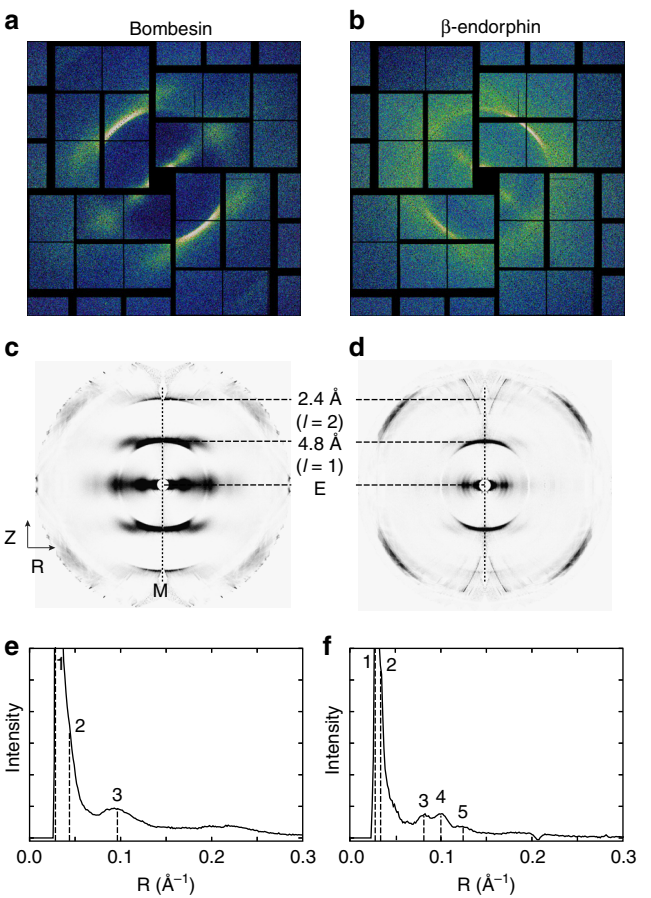 a
Bombesin
b
β-endorphin
c
d
2.4 Å
(l = 2)
4.8 Å
(l = 1)
E
Z
R
M
e
f
Intensity
1
2
3
0.0 0.1 0.2 0.3
R (Å⁻¹)
Intensity
1 2
3 4 5
0.0 0.1 0.2 0.3
R (Å⁻¹)